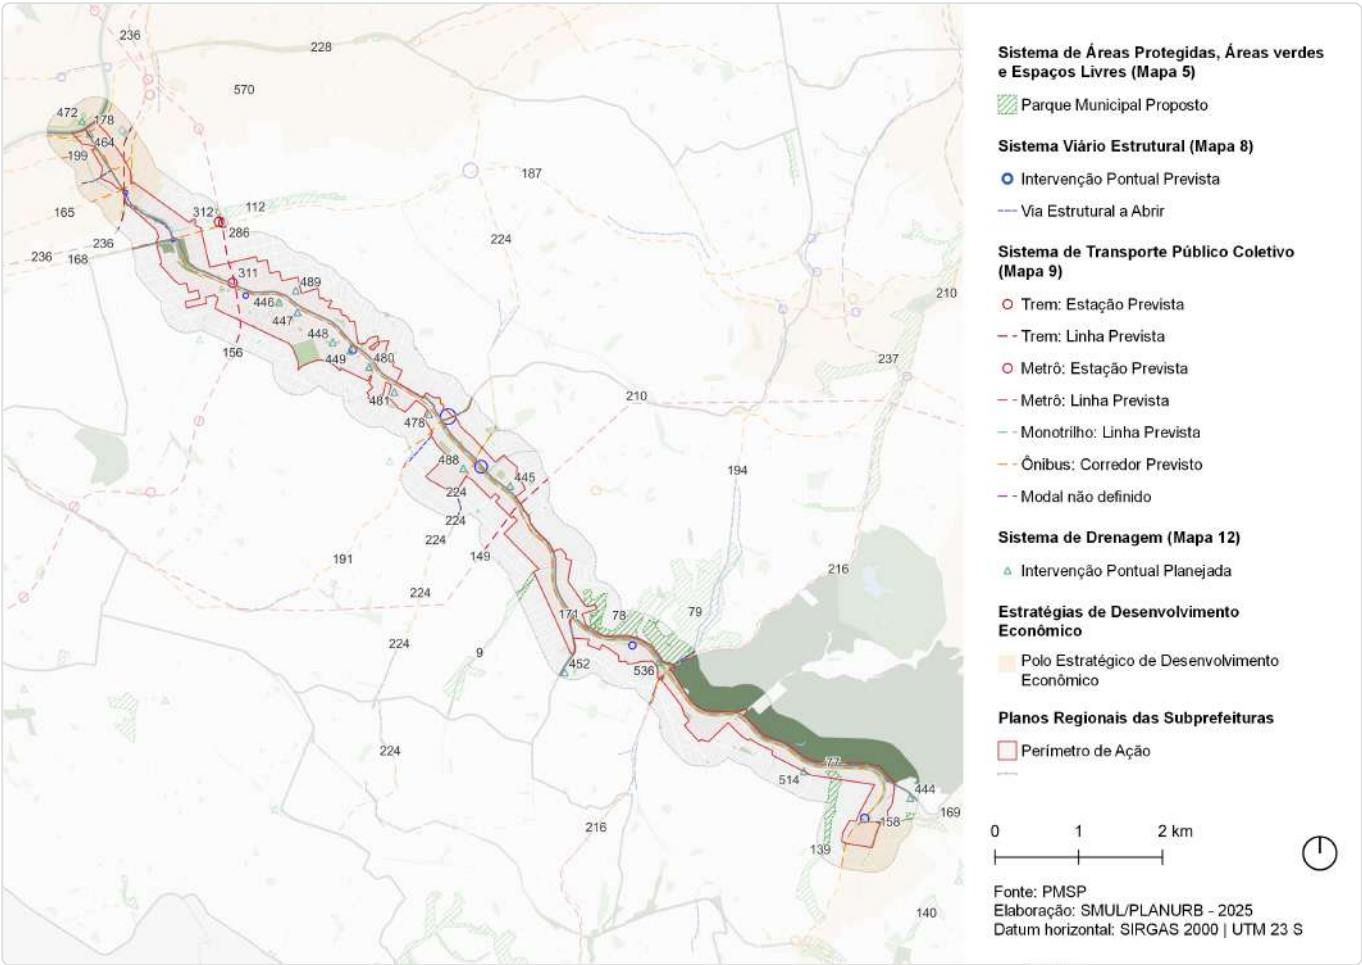 236
228
570
472
178
464
199
187
165
312
112
286
236
224
236
168
311
489
210
446
447
448
156
449
480
237
481
210
478
488
445
194
224
224
224
191
149
216
224
171
78
79
224
9
452
536
224
77
514
444
169
158
216
139
140
Sistema de Áreas Protegidas, Áreas verdes
e Espaços Livres (Mapa 5)
Parque Municipal Proposto
Sistema Viário Estrutural (Mapa 8)
Intervenção Pontual Prevista
Via Estrutural a Abrir
Sistema de Transporte Público Coletivo
(Mapa 9)
Trem: Estação Prevista
Trem: Linha Prevista
Metrô: Estação Prevista
Metrô: Linha Prevista
Monotrilho: Linha Prevista
Ônibus: Corredor Previsto
Modal não definido
Sistema de Drenagem (Mapa 12)
Intervenção Pontual Planejada
Estratégias de Desenvolvimento
Econômico
Polo Estratégico de Desenvolvimento
Econômico
Planos Regionais das Subprefeituras
Perímetro de Ação
0 1 2 km
Fonte: PMSP
Elaboração: SMUL/PLANURB - 2025
Datum horizontal: SIRGAS 2000 | UTM 23 S